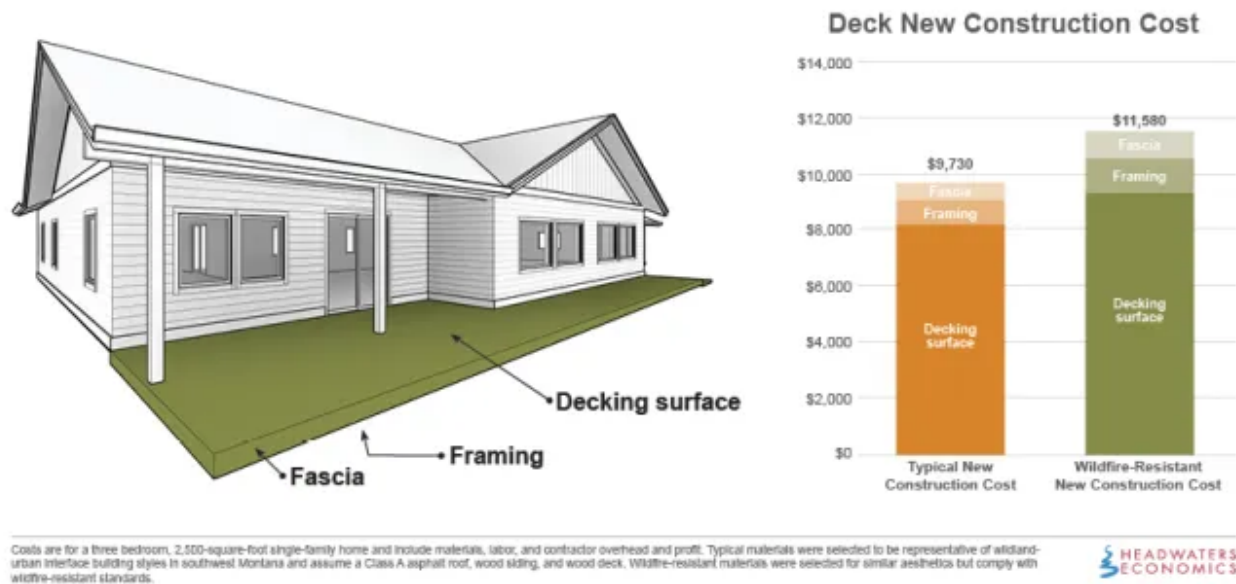 Deck New Construction Cost
$14,000
$12,000
$10,000
$8,000
$6,000
$4,000
$2,000
$0
$9,730
Fascia
Framing
Decking
surface
$11,580
Fascia
Framing
Decking
surface
Typical New
Construction Cost
Wildfire-Resistant
New Construction Cost
Decking surface
Framing
Fascia
Costs are for a three bedroom, 2,500-square-foot single-family home and include materials, labor, and contractor overhead and profit. Typical materials were selected to be representative of wildland-
urban interface building styles in southwest Montana and assume a Class A asphalt roof, wood siding, and wood deck. Wildfire-resistant materials were selected for similar aesthetics but comply with
wildfire-resistant standards.
HEADWATERS
ECONOMICS